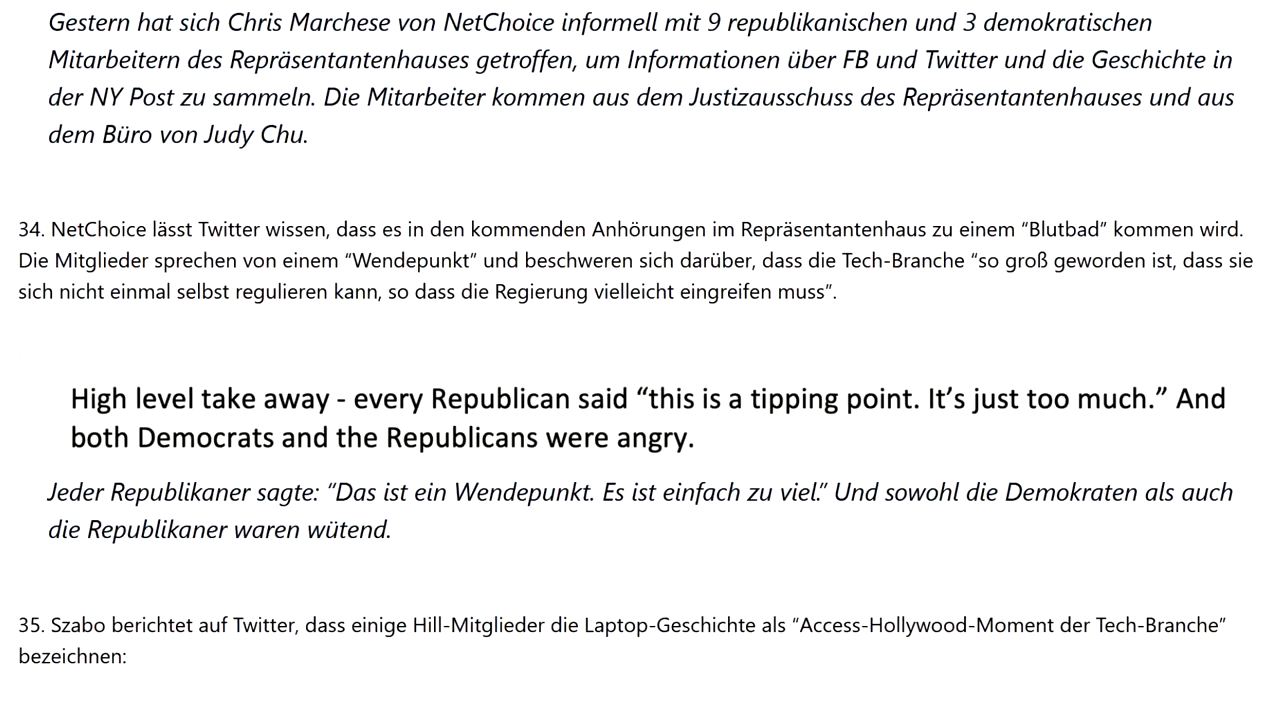 Gestern hat sich Chris Marchese von NetChoice informell mit 9 republikanischen und 3 demokratischen
Mitarbeitern des Repräsentantenhauses getroffen, um Informationen über FB und Twitter und die Geschichte in
der NY Post zu sammeln. Die Mitarbeiter kommen aus dem Justizausschuss des Repräsentantenhauses und aus
dem Büro von Judy Chu.
34. NetChoice lässt Twitter wissen, dass es in den kommenden Anhörungen im Repräsentantenhaus zu einem “Blutbad” kommen wird.
Die Mitglieder sprechen von einem “Wendepunkt” und beschweren sich darüber, dass die Tech-Branche “so groß geworden ist, dass sie
sich nicht einmal selbst regulieren kann, so dass die Regierung vielleicht eingreifen muss”.
High level take away - every Republican said “this is a tipping point. It’s just too much.” And
both Democrats and the Republicans were angry.
Jeder Republikaner sagte: “Das ist ein Wendepunkt. Es ist einfach zu viel.” Und sowohl die Demokraten als auch
die Republikaner waren wütend.
35. Szabo berichtet auf Twitter, dass einige Hill-Mitglieder die Laptop-Geschichte als “Access-Hollywood-Moment der Tech-Branche”
bezeichnen: